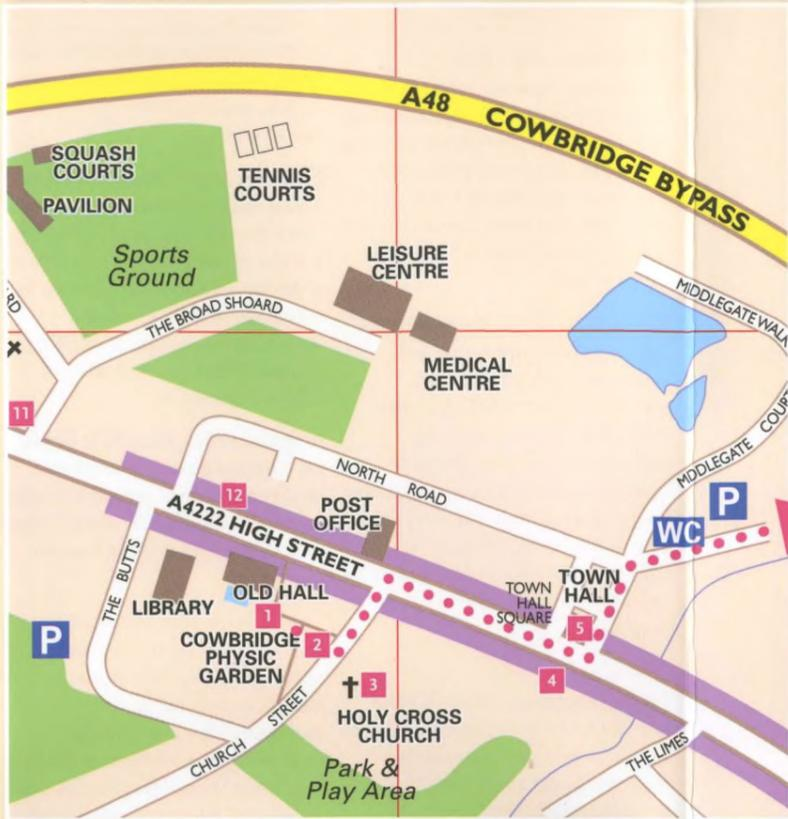 A48 COWBRIDGE BYPASS
SQUASH
COURTS
PAVILION
TENNIS
COURTS
Sports
Ground
LEISURE
CENTRE
MEDICAL
CENTRE
THE BROAD SHOARD
RD
MIDDLEGATE WALK
MIDDLEGATE COURT
11
12
NORTH ROAD
POST
OFFICE
A4222 HIGH STREET
P
WC
THE BUTTS
LIBRARY
OLD HALL
1
COWBRIDGE
PHYSIC
GARDEN
2
P
TOWN
HALL
SQUARE
TOWN
HALL
5
4
3
HOLY CROSS
CHURCH
CHURCH STREET
Park &
Play Area
THE LIMES